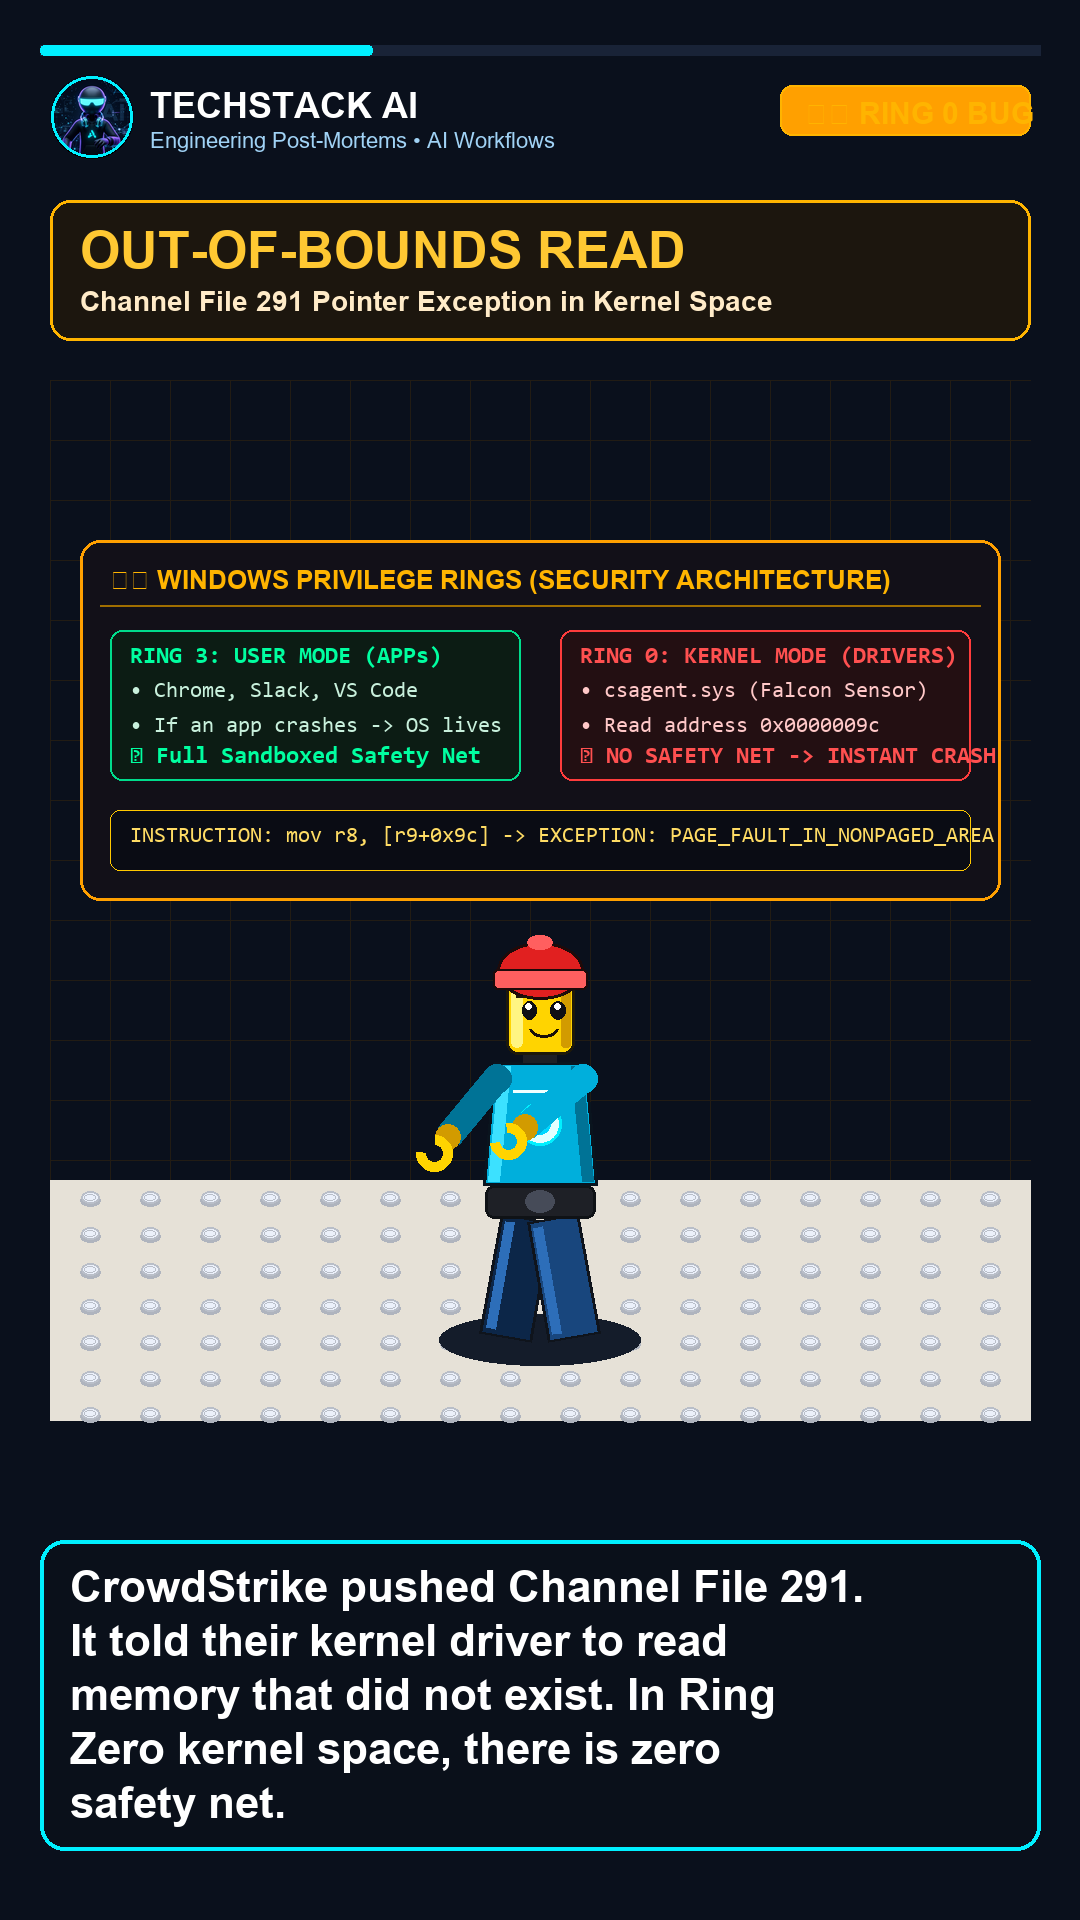 TECHSTACK AI
Engineering Post-Mortems • AI Workflows
RING 0 BUG
OUT-OF-BOUNDS READ
Channel File 291 Pointer Exception in Kernel Space
WINDOWS PRIVILEGE RINGS (SECURITY ARCHITECTURE)
RING 3: USER MODE (APPs)
• Chrome, Slack, VS Code
• If an app crashes -> OS lives
Full Sandboxed Safety Net
RING 0: KERNEL MODE (DRIVERS)
• csagent.sys (Falcon Sensor)
• Read address 0x0000009c
NO SAFETY NET -> INSTANT CRASH
INSTRUCTION: mov r8, [r9+0x9c] -> EXCEPTION: PAGE_FAULT_IN_NONPAGED_AREA
CrowdStrike pushed Channel File 291.
It told their kernel driver to read
memory that did not exist. In Ring
Zero kernel space, there is zero
safety net.